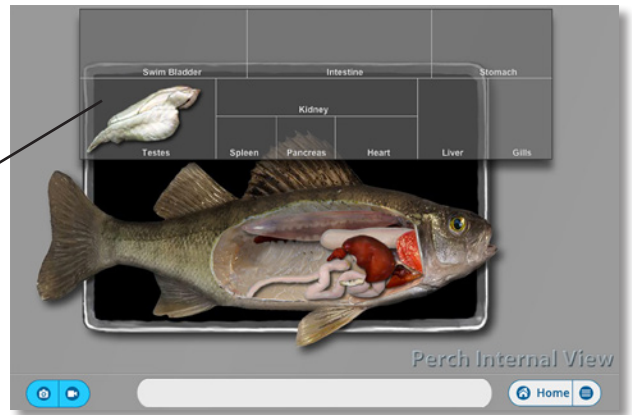 Swim Bladder Intestine Stomach
Kidney
Testes Spleen Pancreas Heart Liver Gills
Perch Internal View
Home